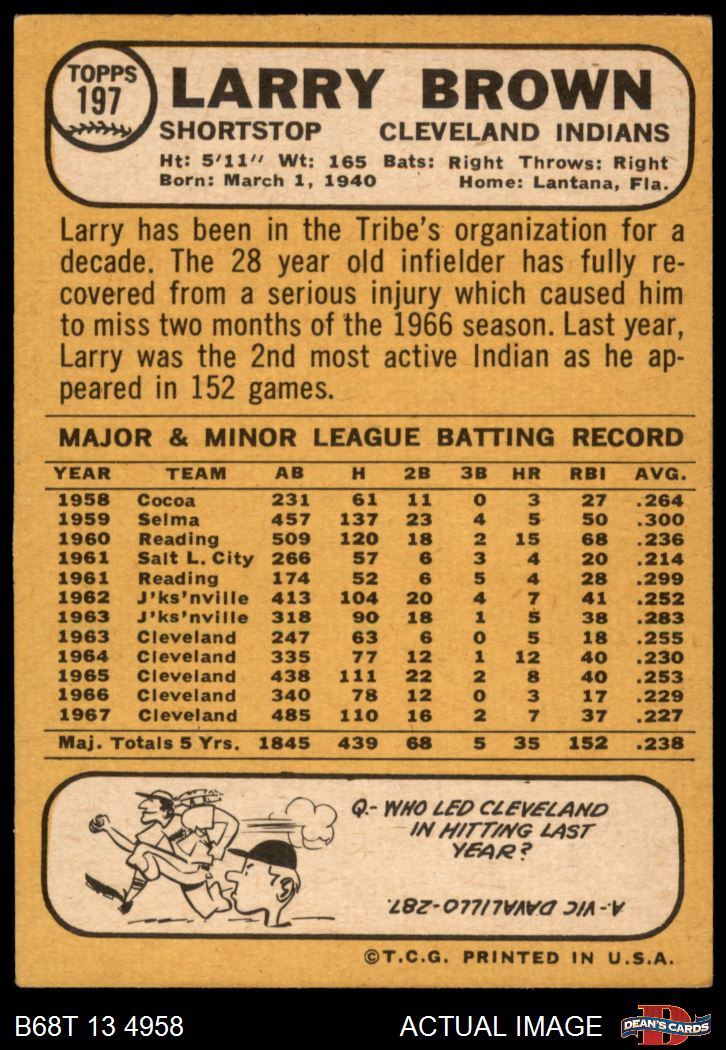 TOPPS
197
LARRY BROWN
SHORTSTOP CLEVELAND INDIANS
Ht: 5'11" Wt: 165 Bats: Right Throws: Right
Born: March 1, 1940 Home: Lantana, Fla.
Larry has been in the Tribe's organization for a
decade. The 28 year old infielder has fully re-
covered from a serious injury which caused him
to miss two months of the 1966 season. Last year,
Larry was the 2nd most active Indian as he ap-
peared in 152 games.
MAJOR & MINOR LEAGUE BATTING RECORD
YEAR TEAM AB H 2B 3B HR RBI AVG.
1958 Cocoa 231 61 11 0 3 27 .264
1959 Selma 457 137 23 4 5 50 .300
1960 Reading 509 120 18 2 15 68 .236
1961 Salt L. City 266 57 6 3 4 20 .214
1961 Reading 174 52 6 5 4 28 .299
1962 J'ks'nville 413 104 20 4 7 41 .252
1963 J'ks'nville 318 90 18 1 5 38 .283
1963 Cleveland 247 63 6 0 5 18 .255
1964 Cleveland 335 77 12 1 12 40 .230
1965 Cleveland 438 111 22 2 8 40 .253
1966 Cleveland 340 78 12 0 3 17 .229
1967 Cleveland 485 110 16 2 7 37 .227
Maj. Totals 5 Yrs. 1845 439 68 5 35 152 .238
Q.- WHO LED CLEVELAND
IN HITTING LAST
YEAR?
A.- VIC DAVALILLO-287.
©T.C.G. PRINTED IN U.S.A.
B68T 13 4958 ACTUAL IMAGE
D
DEAN'S CARDS